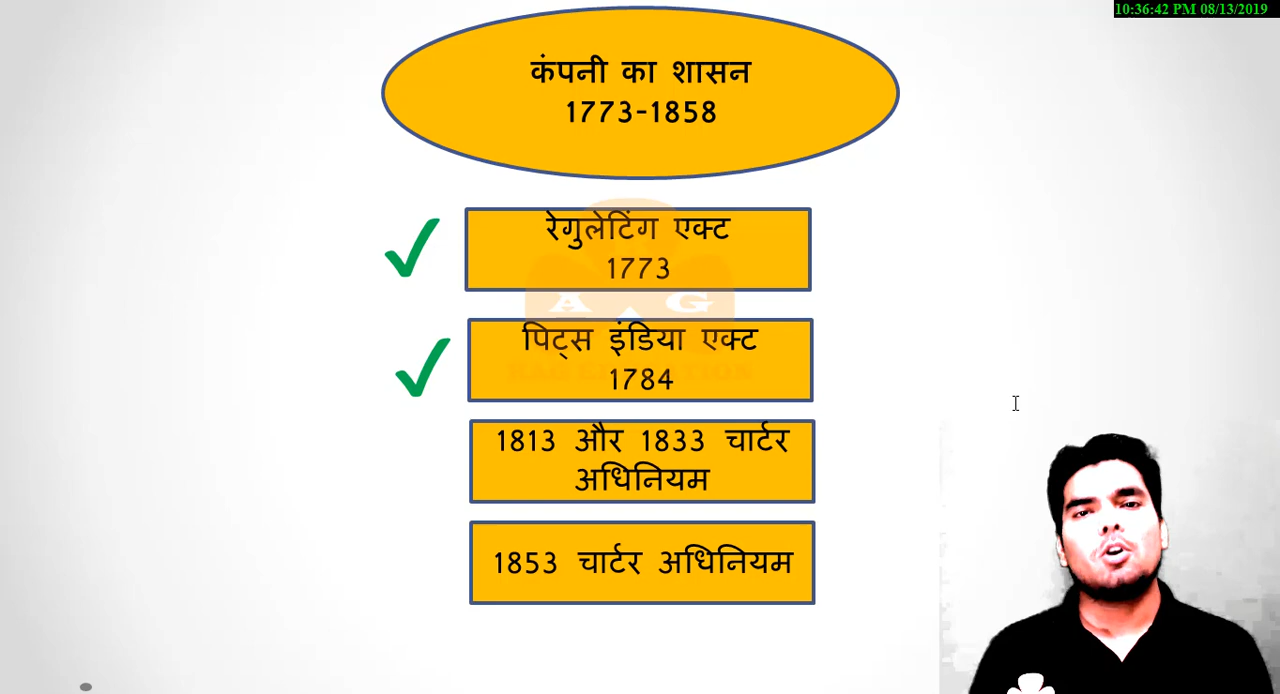 10:36:42 PM 08/13/2019
कंपनी का शासन
1773-1858
रेगुलेटिंग एक्ट
1773
A G
पिट्स इंडिया एक्ट
1784
1813 और 1833 चार्टर
अधिनियम
1853 चार्टर अधिनियम